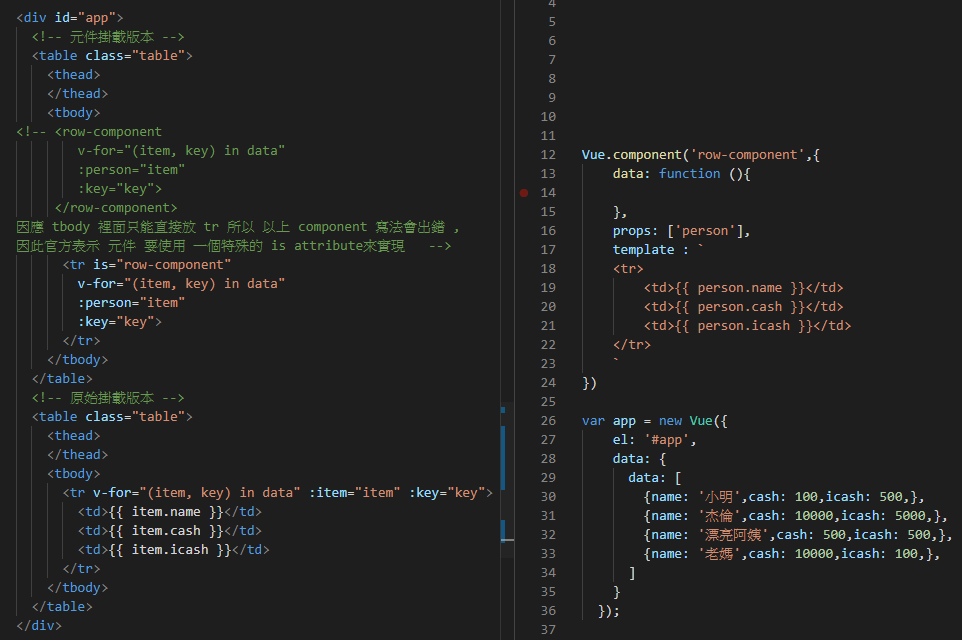 <div id="app">
<!-- 元件掛載版本 -->
<table class="table">
<thead>
</thead>
<tbody>
<!-- <row-component
v-for="(item, key) in data"
:person="item"
:key="key">
</row-component>
因應 tbody 裡面只能直接放 tr 所以 以上 component 寫法會出錯 ,
因此官方表示 元件 要使用 一個特殊的 is attribute來實現 -->
<tr is="row-component"
v-for="(item, key) in data"
:person="item"
:key="key">
</tr>
</tbody>
</table>
<!-- 原始掛載版本 -->
<table class="table">
<thead>
</thead>
<tbody>
<tr v-for="(item, key) in data" :item="item" :key="key">
<td>{{ item.name }}</td>
<td>{{ item.cash }}</td>
<td>{{ item.icash }}</td>
</tr>
</tbody>
</table>
</div>
4
5
6
7
8
9
10
11
12 Vue.component('row-component',{
13 data: function (){
14
15 },
16 props: ['person'],
17 template : `
18 <tr>
19 <td>{{ person.name }}</td>
20 <td>{{ person.cash }}</td>
21 <td>{{ person.icash }}</td>
22 </tr>
23 `
24 })
25
26 var app = new Vue({
27 el: '#app',
28 data: {
29 data: [
30 {name: '小明',cash: 100,icash: 500,},
31 {name: '杰倫',cash: 10000,icash: 5000,},
32 {name: '漂亮阿姨',cash: 500,icash: 500,},
33 {name: '老媽',cash: 10000,icash: 100,},
34 ]
35 }
36 });
37